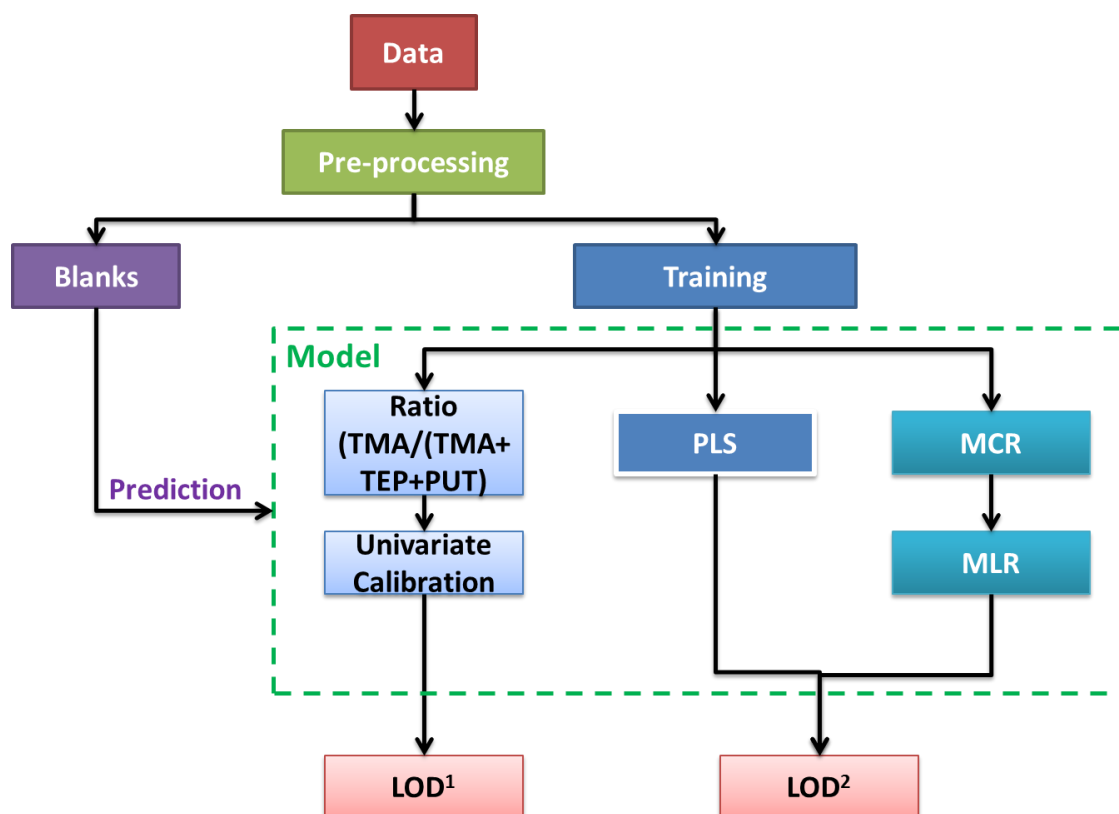 Data
Pre-processing
Blanks
Training
Model
Ratio
(TMA/(TMA+
TEP+PUT)
PLS
MCR
Prediction
Univariate
Calibration
MLR
LOD¹
LOD²